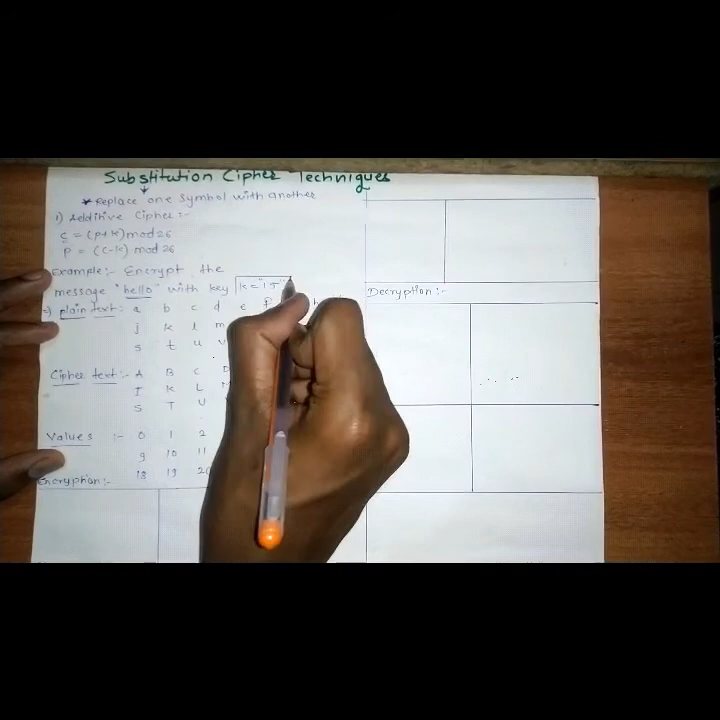 Substitution Cipher Techniques
* Replace one symbol with another
1) Additive Cipher:-
C = (P+K) mod 26
P = (C-K) mod 26
Example:- Encrypt the
message "hello" with key K="15"
plain text: a b c d e f
j k l m
s t u v
Cipher text:- A B C D
J K L M
S T U
Values :- 0 1 2
9 10 11
18 19
Encryption:-
Decryption: